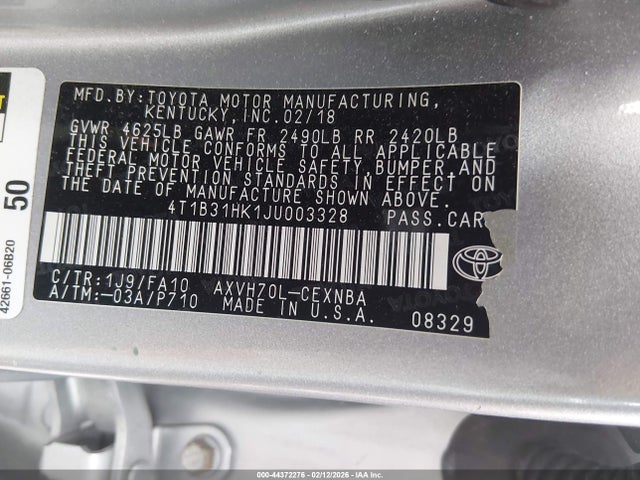 MFD.BY:TOYOTA MOTOR MANUFACTURING,
KENTUCKY,INC.02/18
GVWR 4625LB GAWR FR 2490LB RR 2420LB
THIS VEHICLE CONFORMS TO ALL APPLICABLE
FEDERAL MOTOR VEHICLE SAFETY,BUMPER,AND
THEFT PREVENTION STANDARDS IN EFFECT ON
THE DATE OF MANUFACTURE SHOWN ABOVE.
4T1B31HK1JU003328 PASS.CAR
C/TR:1J9/FA10 AXVH70L-CEXNBA
A/TM:-03A/P710 MADE IN U.S.A. 08329
50
42661-06B20
000-44372276 - 02/12/2026 - IAAI.COM